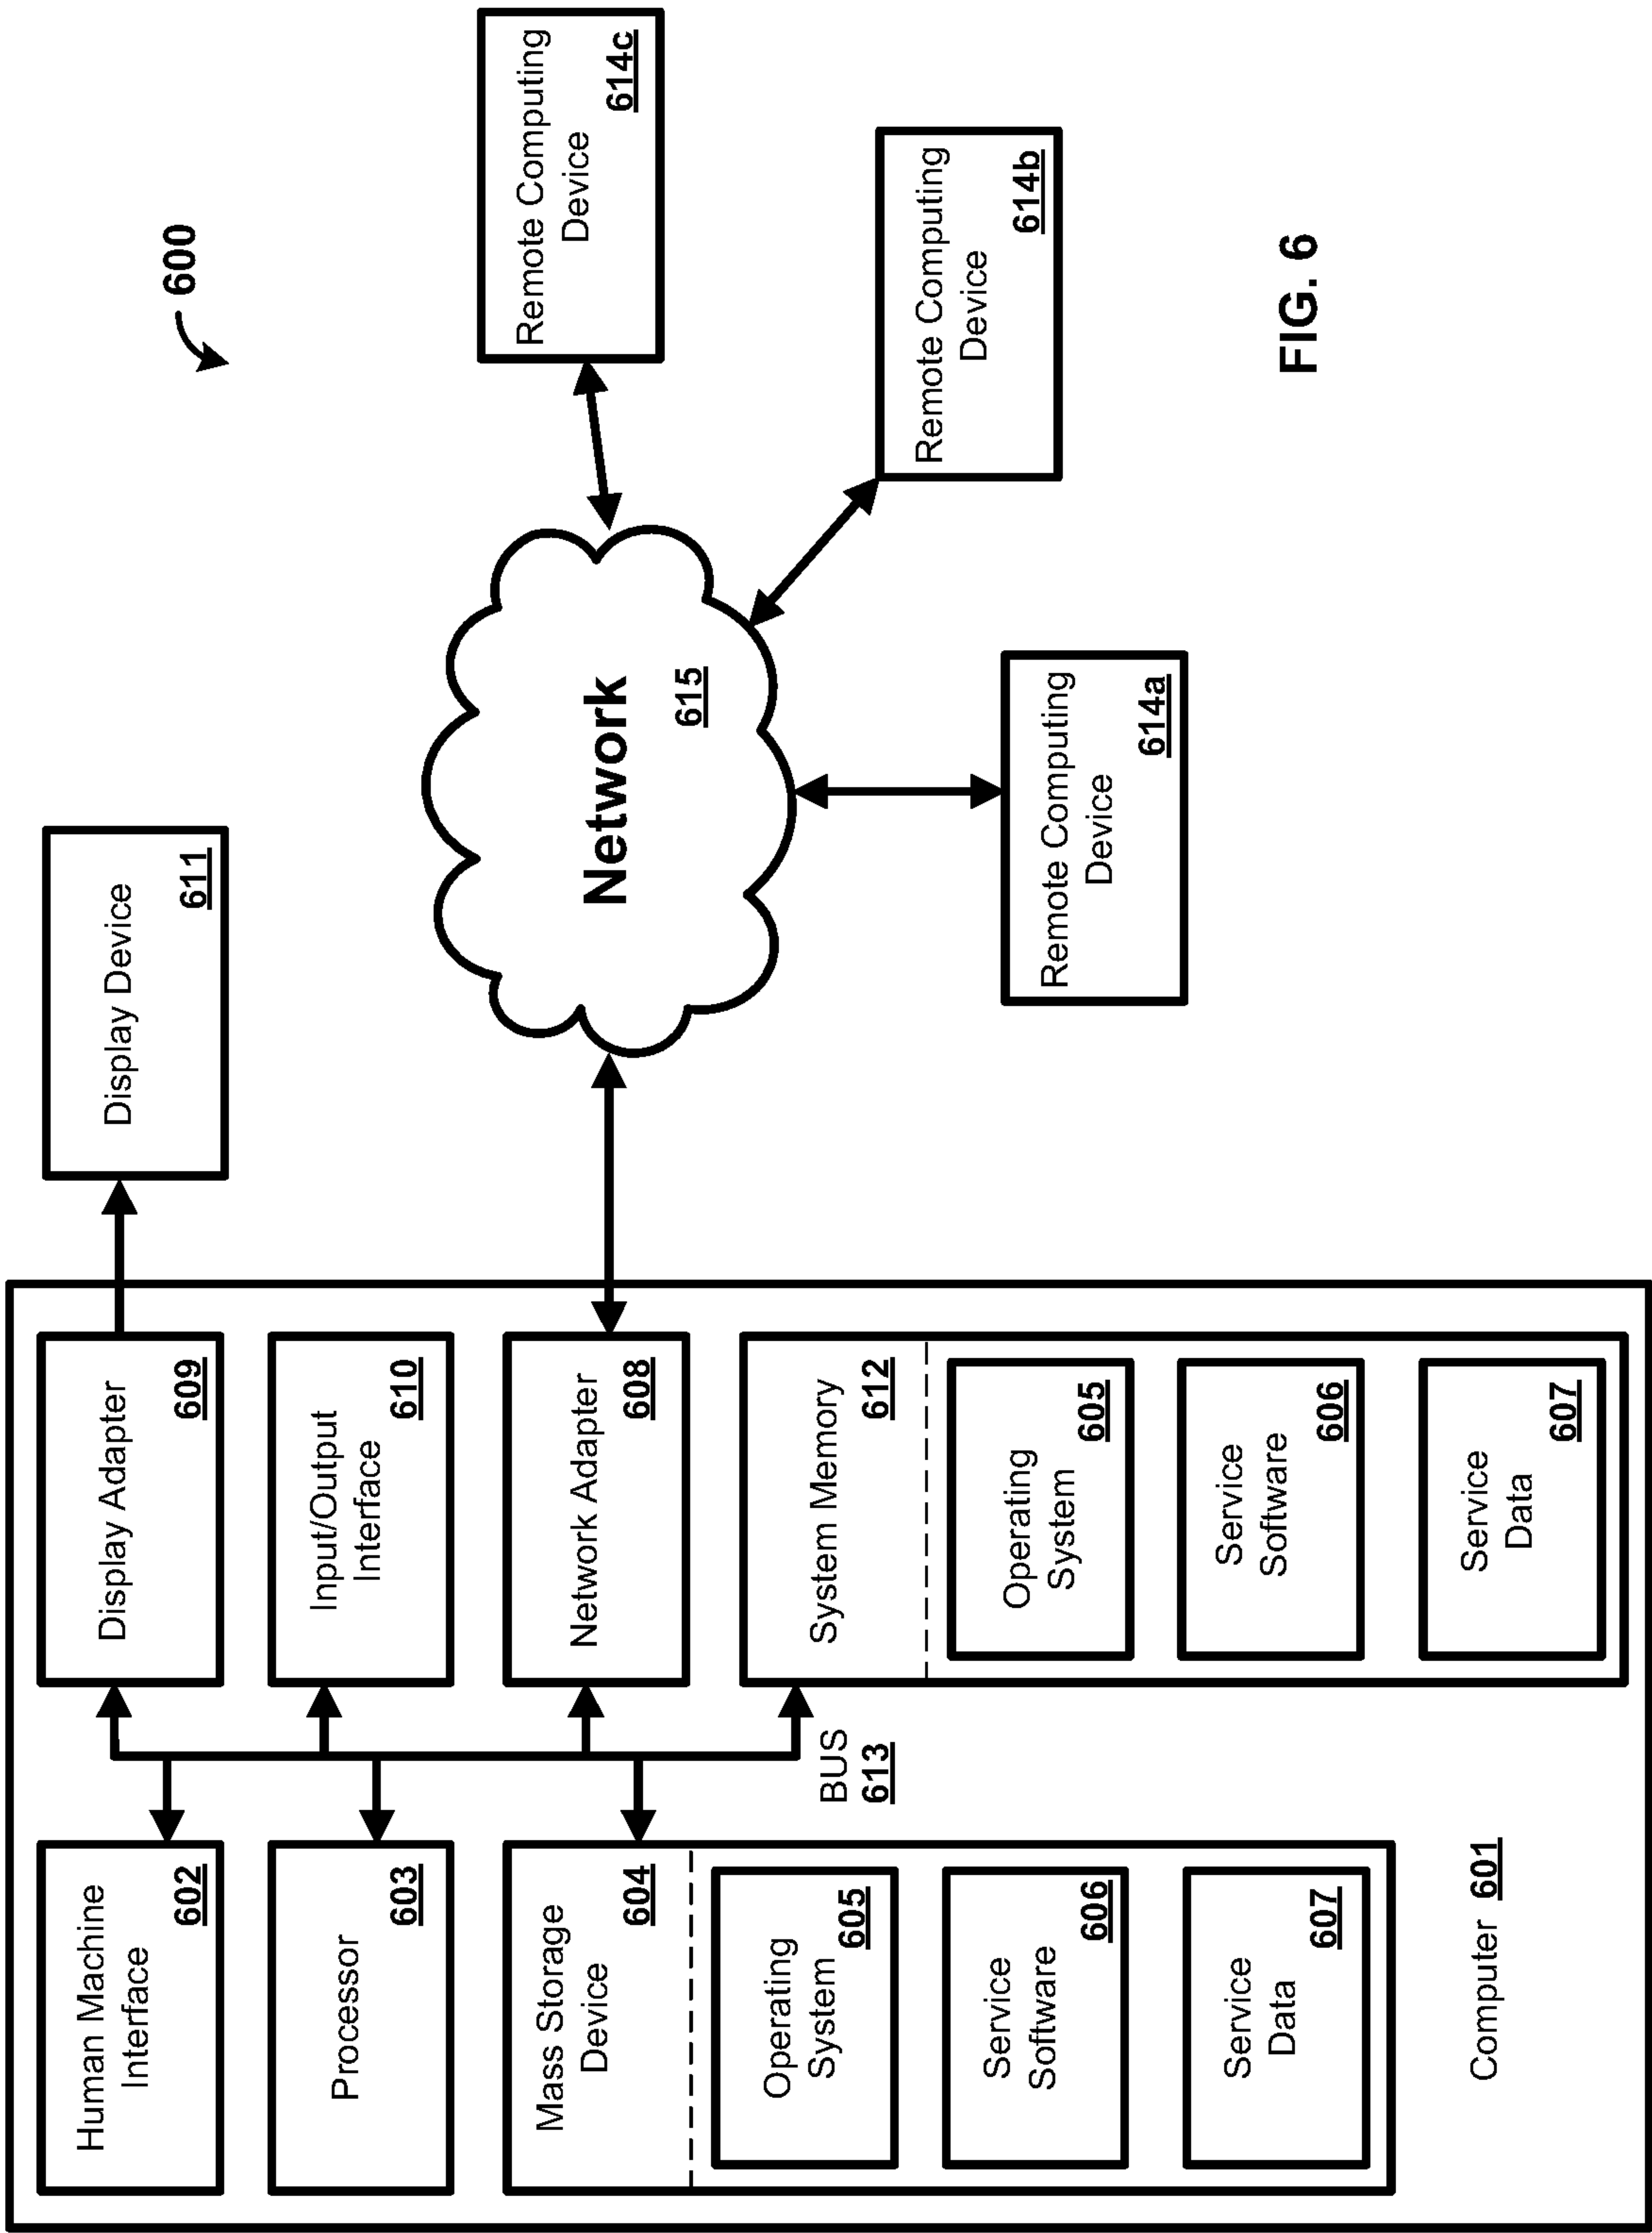 600
Human Machine
Interface
602
Processor
603
Mass Storage
Device
604
Operating
System
605
Service
Software
606
Service
Data
607
Computer 601
BUS
613
Display Adapter
609
Input/Output
Interface
610
Network Adapter
608
System Memory
612
Operating
System
605
Service
Software
606
Service
Data
607
Display Device
611
Network
615
Remote Computing
Device
614a
Remote Computing
Device
614b
Remote Computing
Device
614c
FIG. 6